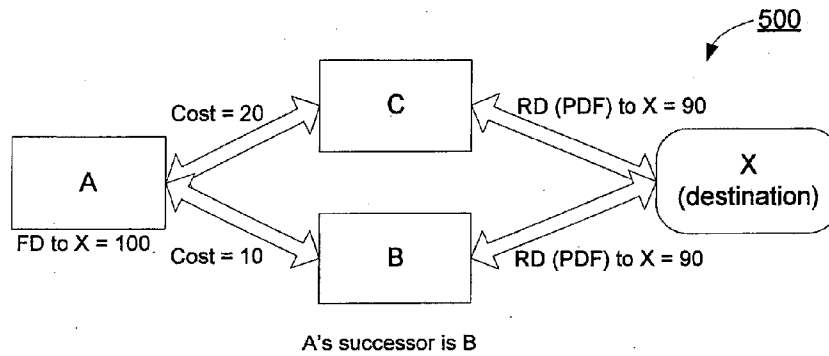 500
C
Cost = 20
RD (PDF) to X = 90
A
X
(destination)
FD to X = 100
Cost = 10
B
RD (PDF) to X = 90
A's successor is B